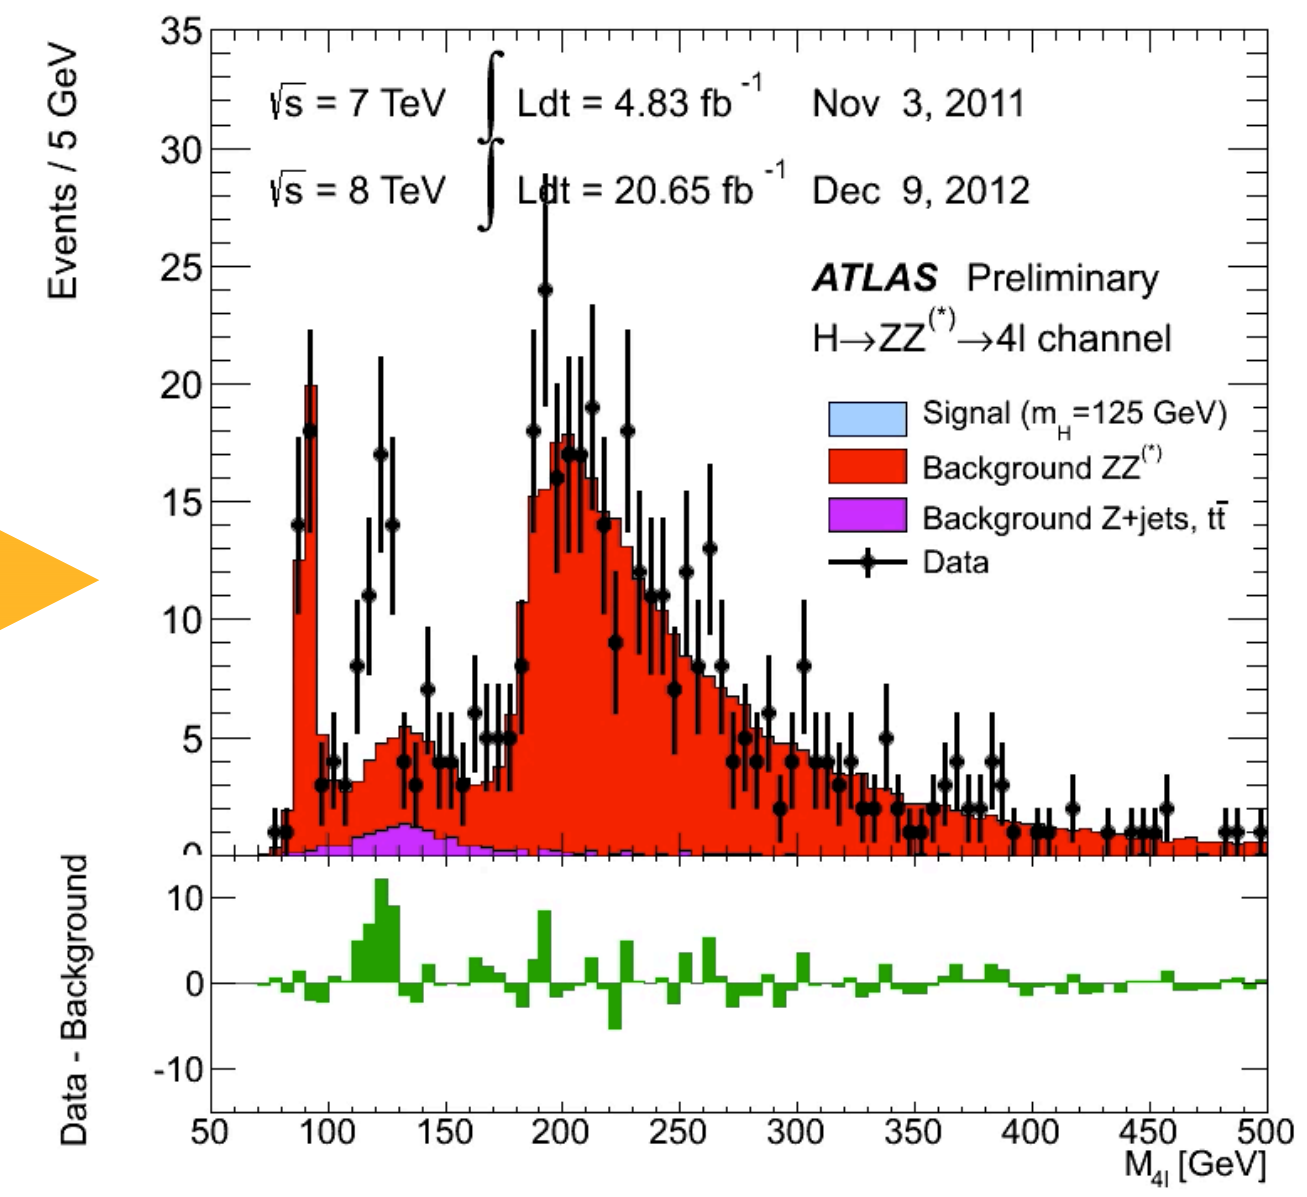 35
30
25
20
15
10
5
0
Events / 5 GeV
√s = 7 TeV ∫ Ldt = 4.83 fb⁻¹ Nov 3, 2011
√s = 8 TeV ∫ Ldt = 20.65 fb⁻¹ Dec 9, 2012
ATLAS Preliminary
H→ZZ(*)→4l channel
Signal (mH=125 GeV)
Background ZZ(*)
Background Z+jets, tt̄
Data
Data - Background
10
0
-10
50 100 150 200 250 300 350 400 450 500
M4l [GeV]